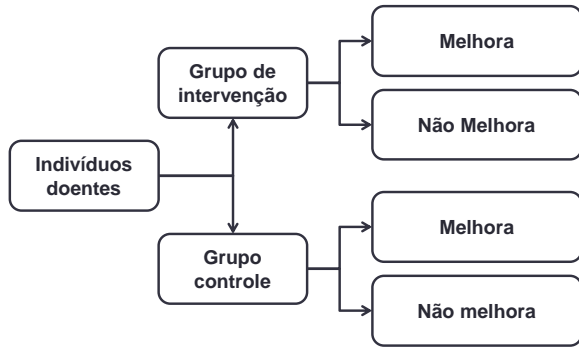 Indivíduos
doentes
Grupo de
intervenção
Melhora
Não Melhora
Grupo
controle
Melhora
Não melhora